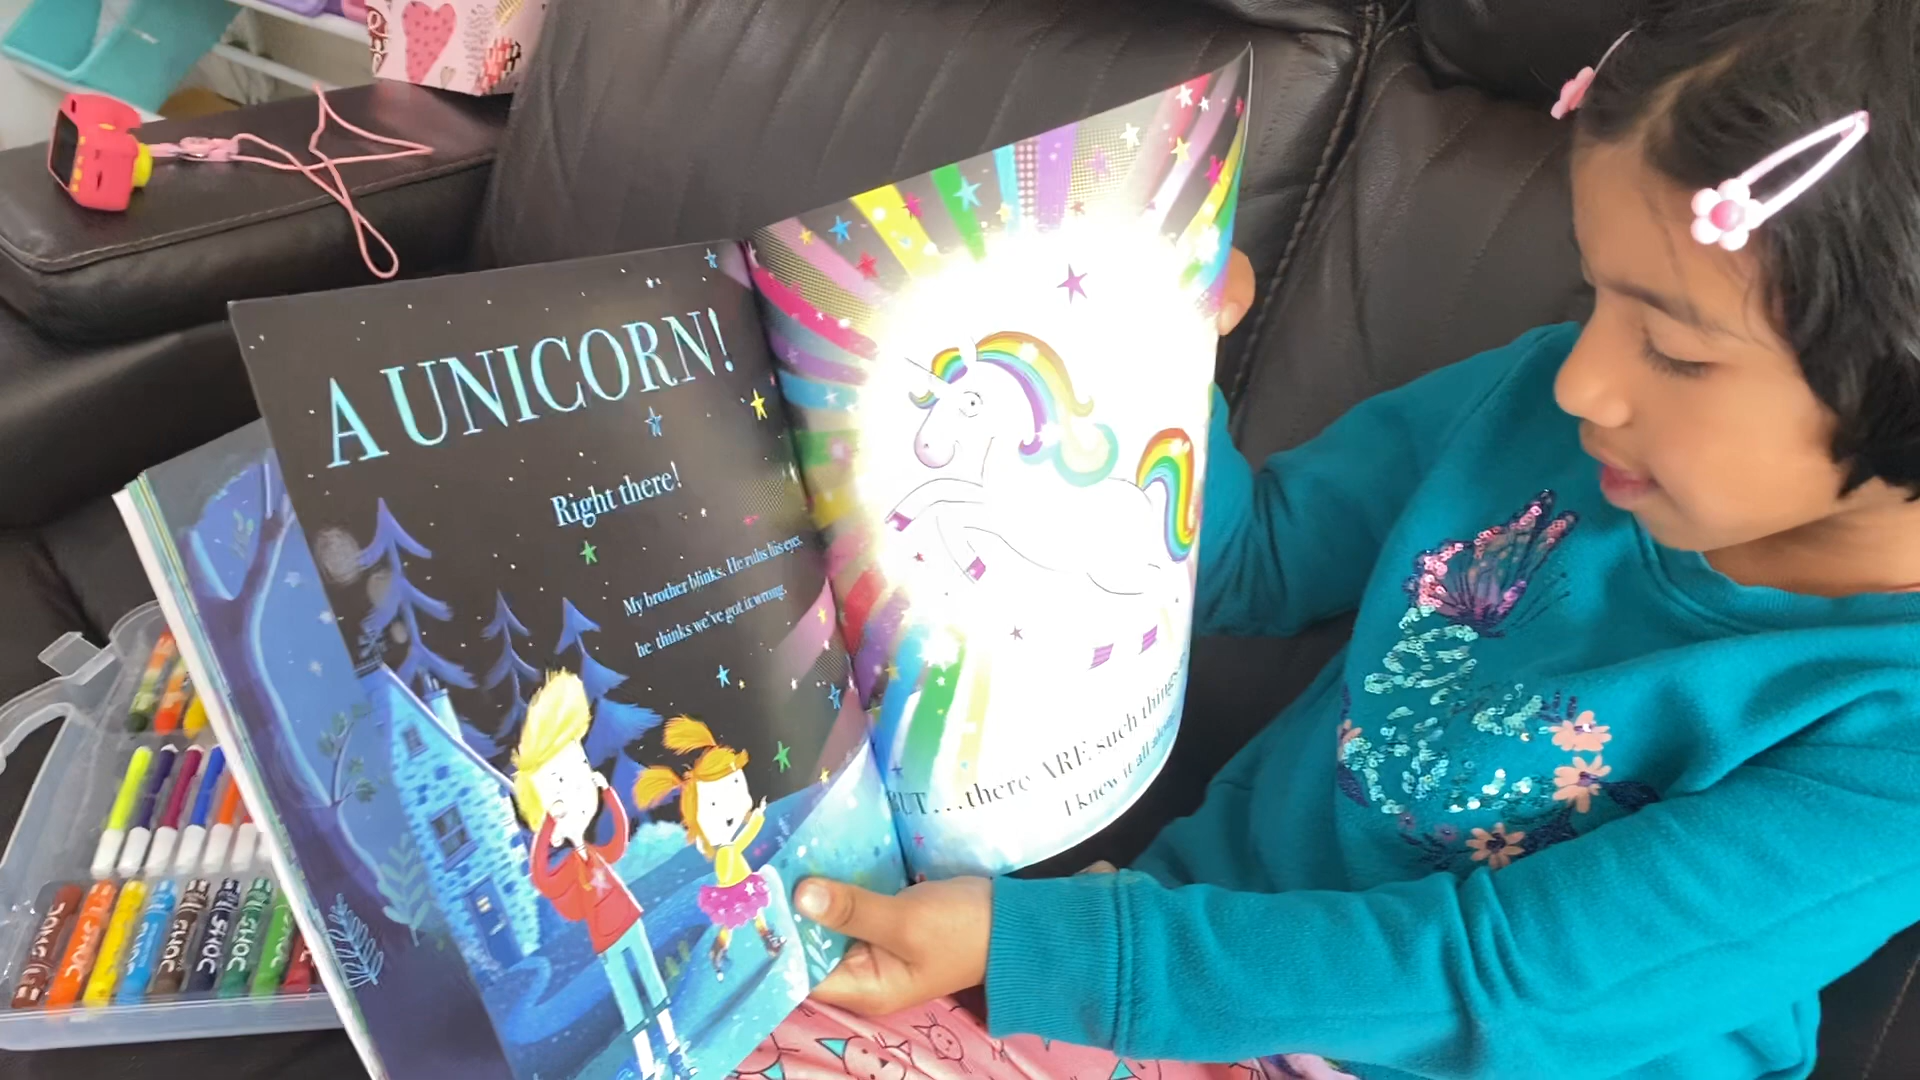 A UNICORN!
Right there!
My brother blinks. He rubs his eyes.
he thinks we've got it wrong.
BUT...there ARE such things
I knew it all